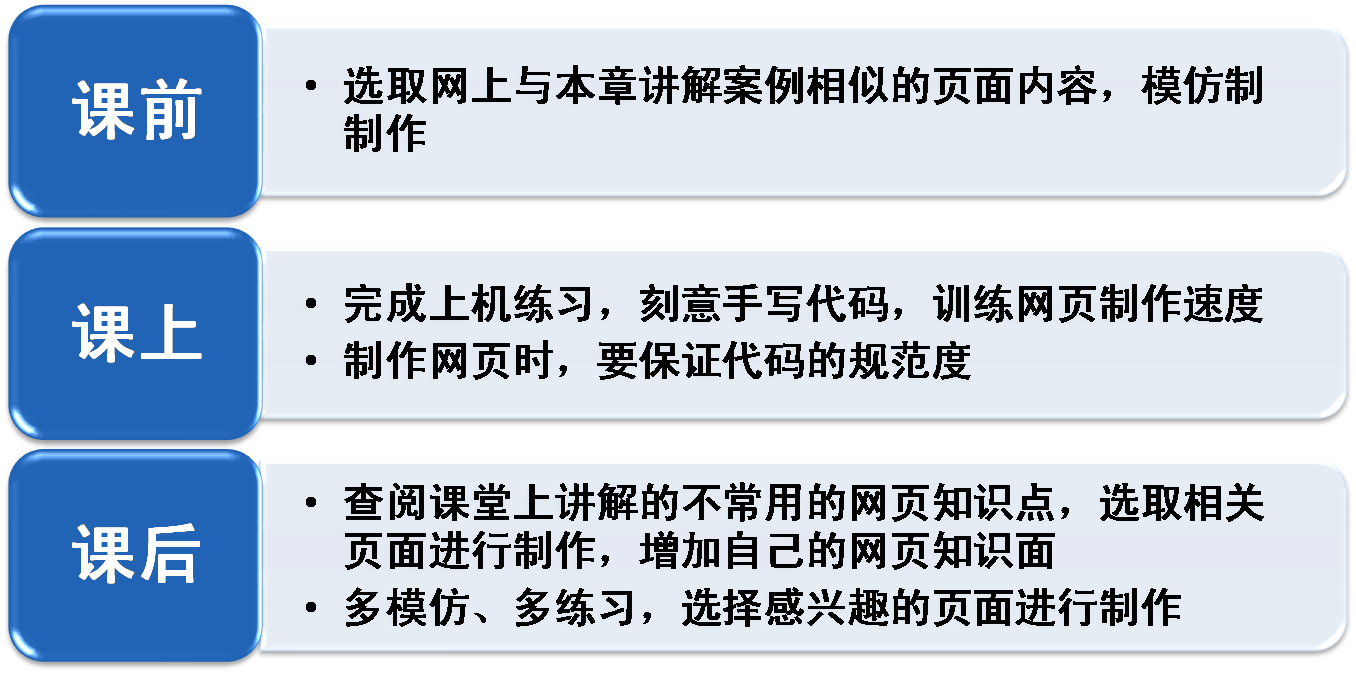 课前
• 选取网上与本章讲解案例相似的页面内容，模仿制
制作
课上
• 完成上机练习，刻意手写代码，训练网页制作速度
• 制作网页时，要保证代码的规范度
课后
• 查阅课堂上讲解的不常用的网页知识点，选取相关
页面进行制作，增加自己的网页知识面
• 多模仿、多练习，选择感兴趣的页面进行制作